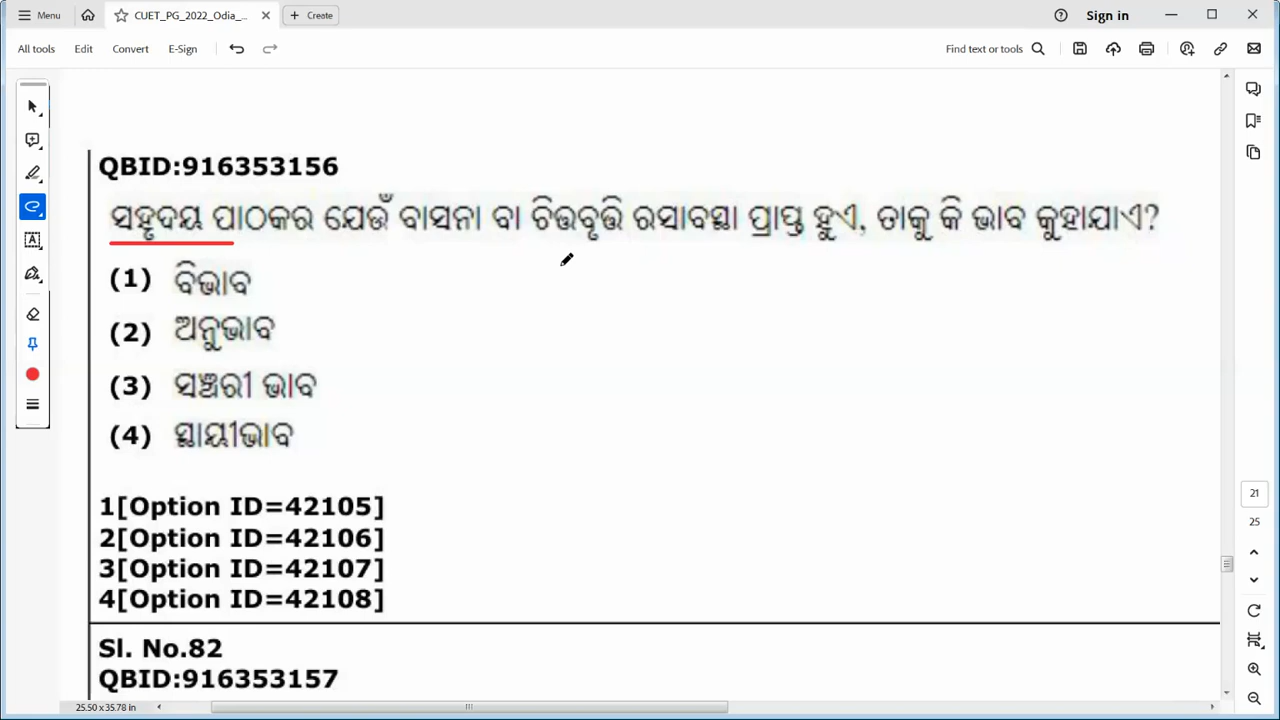 Menu
CUET_PG_2022_Odia_...
Create
Sign in
All tools
Edit
Convert
E-Sign
Find text or tools
QBID:916353156
ସହୃଦୟ ପାଠକର ଯେଉଁ ବାସନା ବା ଚିତ୍ତବୃତ୍ତି ରସାବସ୍ଥା ପ୍ରାପ୍ତ ହୁଏ, ତାକୁ କି ଭାବ କୁହାଯାଏ?
(1) ବିଭାବ
(2) ଅନୁଭାବ
(3) ସଞ୍ଚରୀ ଭାବ
(4) ସ୍ଥାୟୀଭାବ
1[Option ID=42105]
2[Option ID=42106]
3[Option ID=42107]
4[Option ID=42108]
Sl. No.82
QBID:916353157
21
25
25.50 x 35.78 in